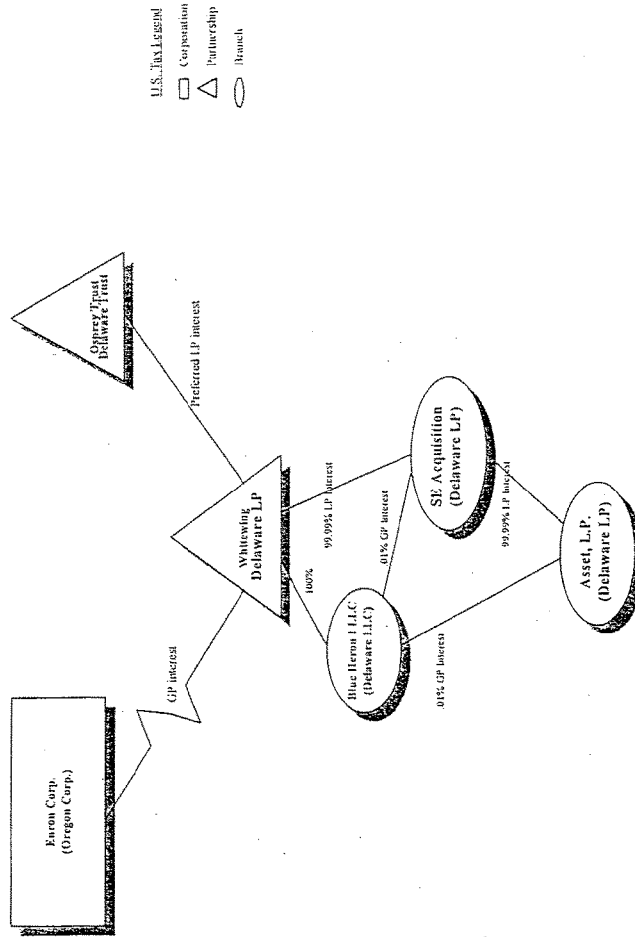 U.S. Tax Legend
Corporation
Partnership
Branch
Enron Corp.
(Oregon Corp.)
GP interest
Osprey Trust
Delaware Trust
Preferred LP interest
Whitewing
Delaware LP
100%
99.99% LP Interest
Blue Heron I LLC
(Delaware LLC)
.01% GP Interest
SE Acquisition
(Delaware LP)
.01% GP Interest
99.99% LP Interest
Asset, L.P.
(Delaware LP)